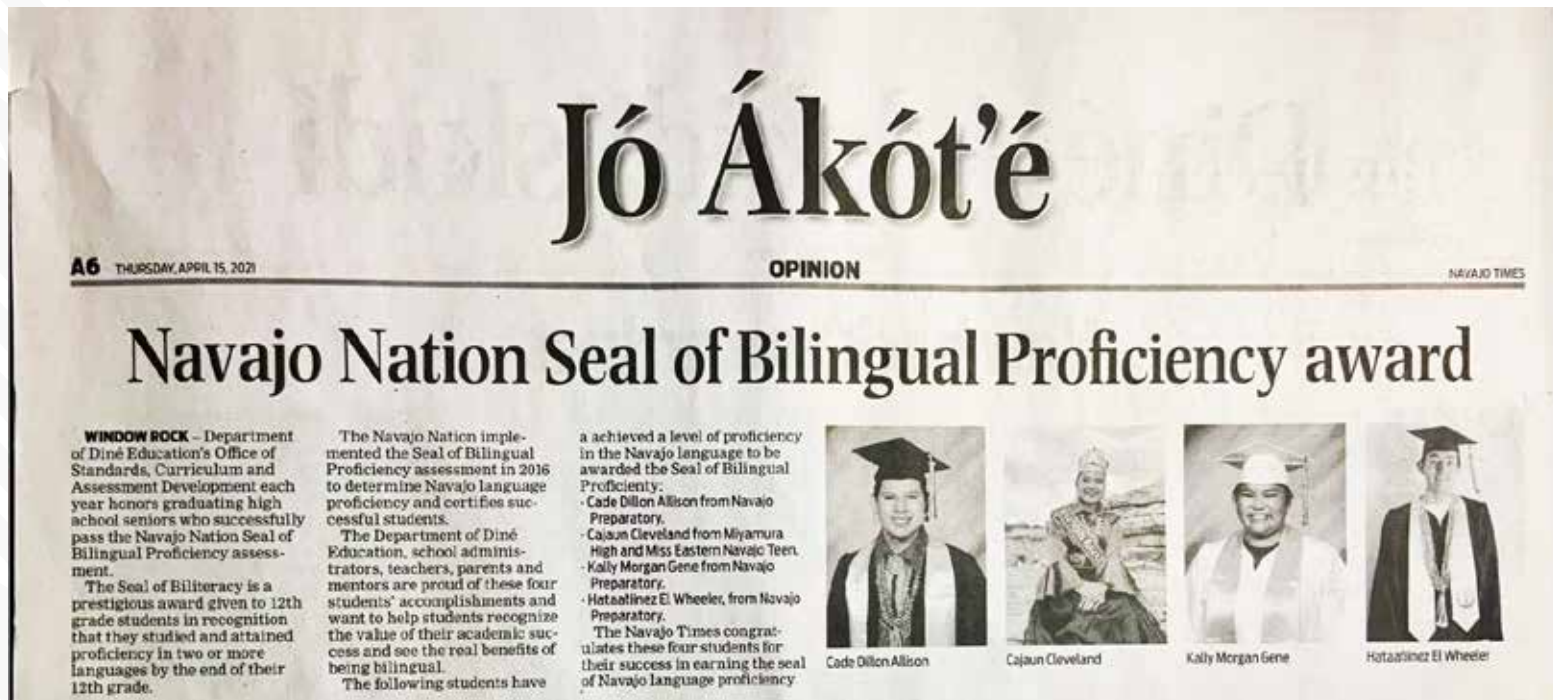 Jó Ákót'é
A6 THURSDAY, APRIL 15, 2021
OPINION
NAVAJO TIMES
Navajo Nation Seal of Bilingual Proficiency award
WINDOW ROCK – Department
of Diné Education's Office of
Standards, Curriculum and
Assessment Development each
year honors graduating high
school seniors who successfully
pass the Navajo Nation Seal of
Bilingual Proficiency assess-
ment.
The Seal of Biliteracy is a
prestigious award given to 12th
grade students in recognition
that they studied and attained
proficiency in two or more
languages by the end of their
12th grade.
The Navajo Nation imple-
mented the Seal of Bilingual
Proficiency assessment in 2016
to determine Navajo language
proficiency and certifies suc-
cessful students.
The Department of Diné
Education, school adminis-
trators, teachers, parents and
mentors are proud of these four
students' accomplishments and
want to help students recognize
the value of their academic suc-
cess and see the real benefits of
being bilingual.
The following students have
a achieved a level of proficiency
in the Navajo language to be
awarded the Seal of Bilingual
Proficienty:
· Cade Dillon Allison from Navajo
Preparatory.
· Cajaun Cleveland from Miyamura
High and Miss Eastern Navajo Teen.
· Kally Morgan Gene from Navajo
Preparatory.
· Hataałiinez El Wheeler, from Navajo
Preparatory.
The Navajo Times congrat-
ulates these four students for
their success in earning the seal
of Navajo language proficiency
Cade Dillon Allison
Cajaun Cleveland
Kally Morgan Gene
Hataałiinez El Wheeler